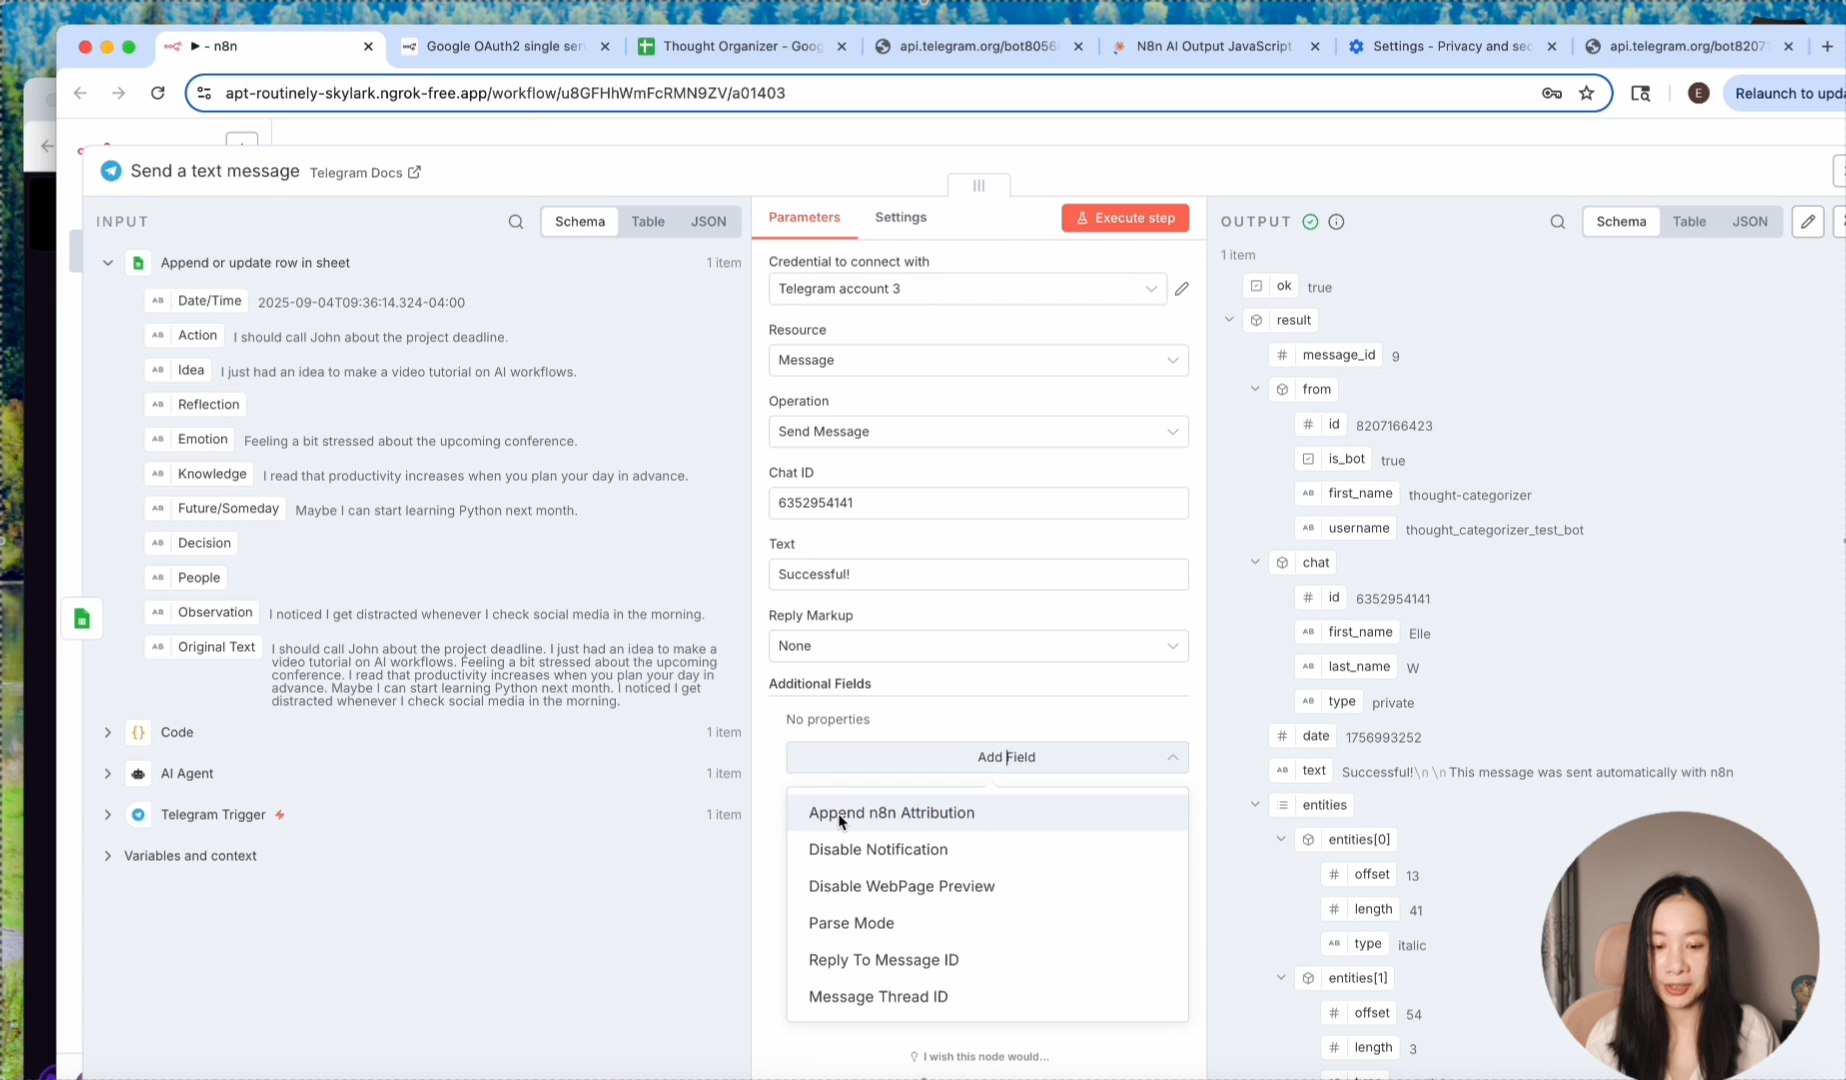 - n8n
Google OAuth2 single ser
Thought Organizer - Goog
api.telegram.org/bot8056
N8n AI Output JavaScript
Settings - Privacy and sec
api.telegram.org/bot8207
apt-routinely-skylark.ngrok-free.app/workflow/u8GFHhWmFcRMN9ZV/a01403
E
Relaunch to upda
Send a text message
Telegram Docs
INPUT
Schema
Table
JSON
Append or update row in sheet
1 item
Date/Time
2025-09-04T09:36:14.324-04:00
Action
I should call John about the project deadline.
Idea
I just had an idea to make a video tutorial on AI workflows.
Reflection
Emotion
Feeling a bit stressed about the upcoming conference.
Knowledge
I read that productivity increases when you plan your day in advance.
Future/Someday
Maybe I can start learning Python next month.
Decision
People
Observation
I noticed I get distracted whenever I check social media in the morning.
Original Text
I should call John about the project deadline. I just had an idea to make a
video tutorial on AI workflows. Feeling a bit stressed about the upcoming
conference. I read that productivity increases when you plan your day in
advance. Maybe I can start learning Python next month. I noticed I get
distracted whenever I check social media in the morning.
Code
1 item
AI Agent
1 item
Telegram Trigger
1 item
Variables and context
Parameters
Settings
Execute step
Credential to connect with
Telegram account 3
Resource
Message
Operation
Send Message
Chat ID
6352954141
Text
Successful!
Reply Markup
None
Additional Fields
No properties
Add Field
Append n8n Attribution
Disable Notification
Disable WebPage Preview
Parse Mode
Reply To Message ID
Message Thread ID
I wish this node would...
OUTPUT
Schema
Table
JSON
1 item
ok
true
result
# message_id
9
from
# id
8207166423
is_bot
true
first_name
thought-categorizer
username
thought_categorizer_test_bot
chat
# id
6352954141
first_name
Elle
last_name
W
type
private
# date
1756993252
text
Successful!\n \n This message was sent automatically with n8n
entities
entities[0]
# offset
13
# length
41
type
italic
entities[1]
# offset
54
# length
3